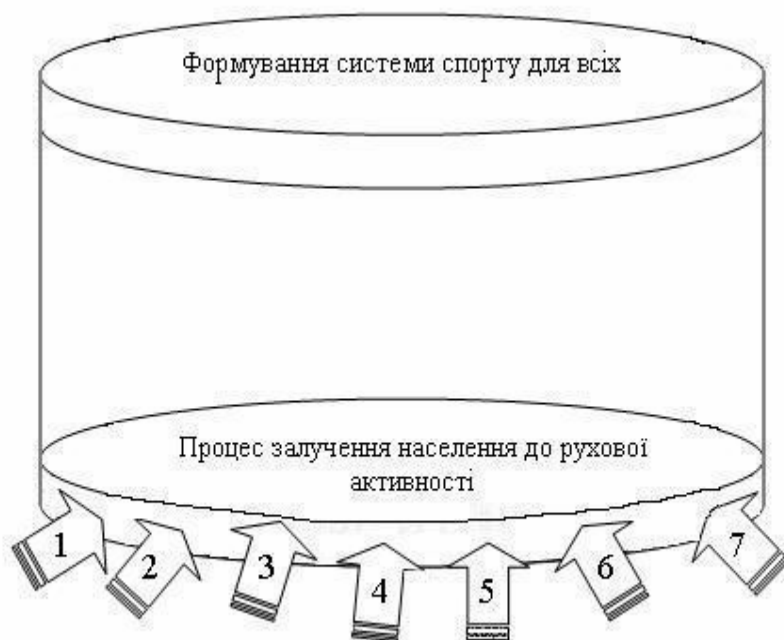 Формування системи спорту для всіх
Процес залучення населення до рухової
активності
1 2 3 4 5 6 7